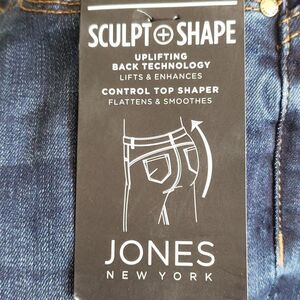 SCULPT+SHAPE
UPLIFTING
BACK TECHNOLOGY
LIFTS & ENHANCES
CONTROL TOP SHAPER
FLATTENS & SMOOTHES
JONES
NEW YORK